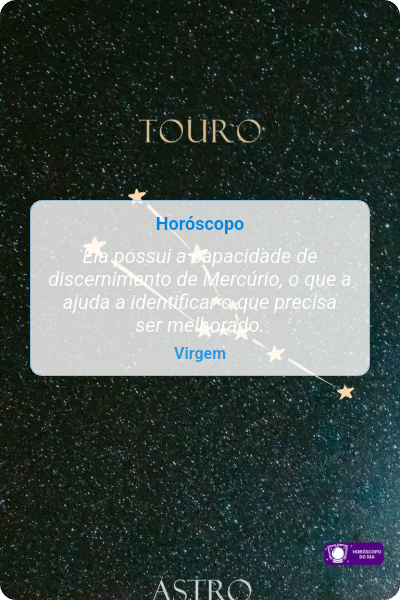 TOURO
Horóscopo
Ela possui a capacidade de
discernimento de Mercúrio, o que a
ajuda a identificar o que precisa
ser melhorado.
Virgem
HORÓSCOPO
DO DIA
ASTRO